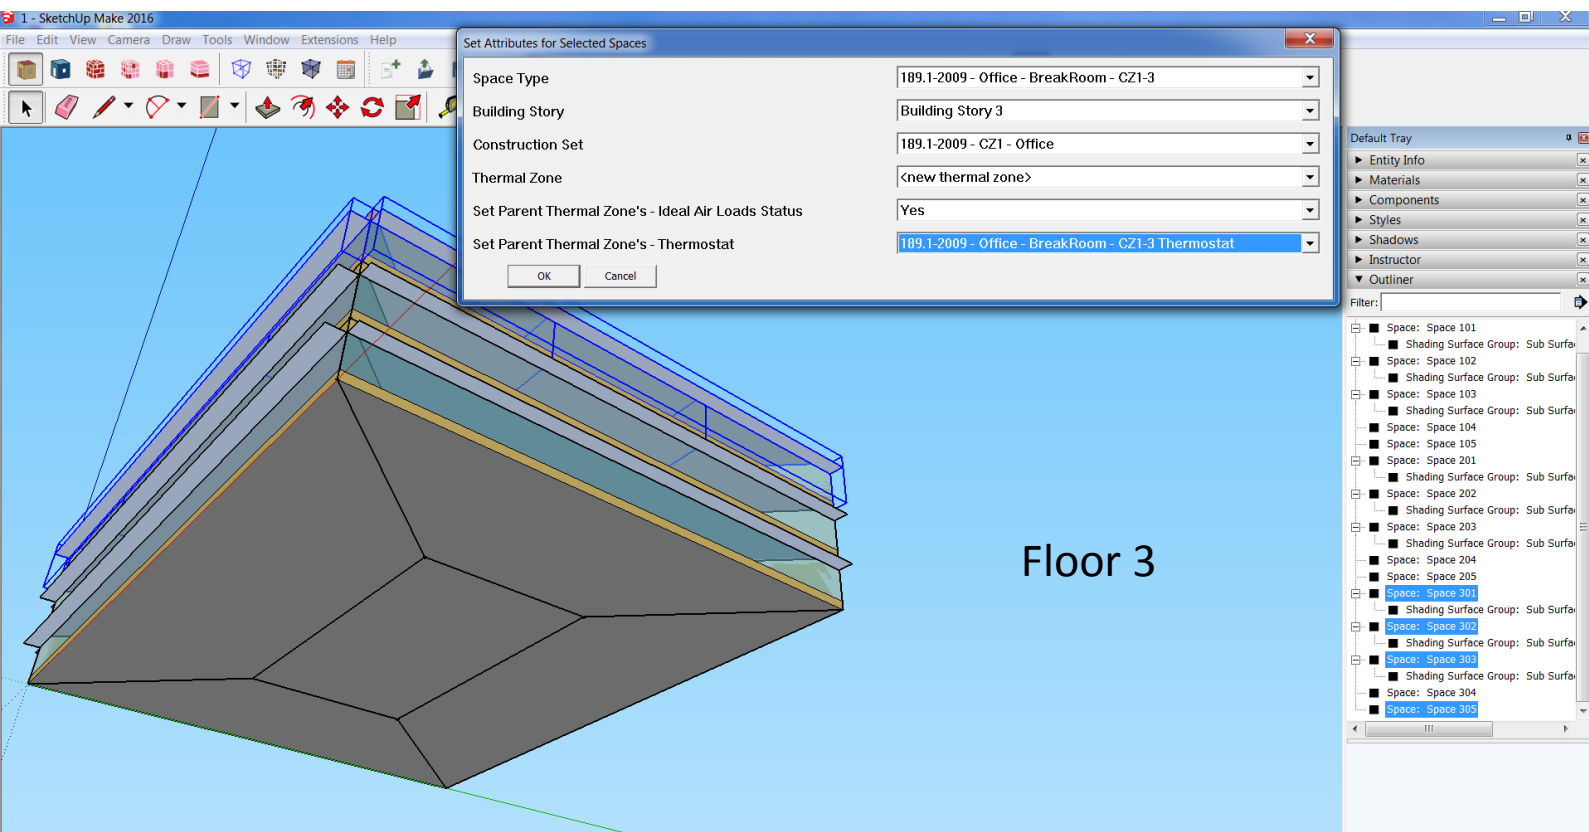 1 - SketchUp Make 2016
File Edit View Camera Draw Tools Window Extensions Help
Set Attributes for Selected Spaces
Space Type 189.1-2009 - Office - BreakRoom - CZ1-3
Building Story Building Story 3
Construction Set 189.1-2009 - CZ1 - Office
Thermal Zone <new thermal zone>
Set Parent Thermal Zone's - Ideal Air Loads Status Yes
Set Parent Thermal Zone's - Thermostat 189.1-2009 - Office - BreakRoom - CZ1-3 Thermostat
OK Cancel
Floor 3
Default Tray
Entity Info
Materials
Components
Styles
Shadows
Instructor
Outliner
Filter:
Space: Space 101
Shading Surface Group: Sub Surfa
Space: Space 102
Shading Surface Group: Sub Surfa
Space: Space 103
Shading Surface Group: Sub Surfa
Space: Space 104
Space: Space 105
Space: Space 201
Shading Surface Group: Sub Surfa
Space: Space 202
Shading Surface Group: Sub Surfa
Space: Space 203
Shading Surface Group: Sub Surfa
Space: Space 204
Space: Space 205
Space: Space 301
Shading Surface Group: Sub Surfa
Space: Space 302
Shading Surface Group: Sub Surfa
Space: Space 303
Shading Surface Group: Sub Surfa
Space: Space 304
Space: Space 305